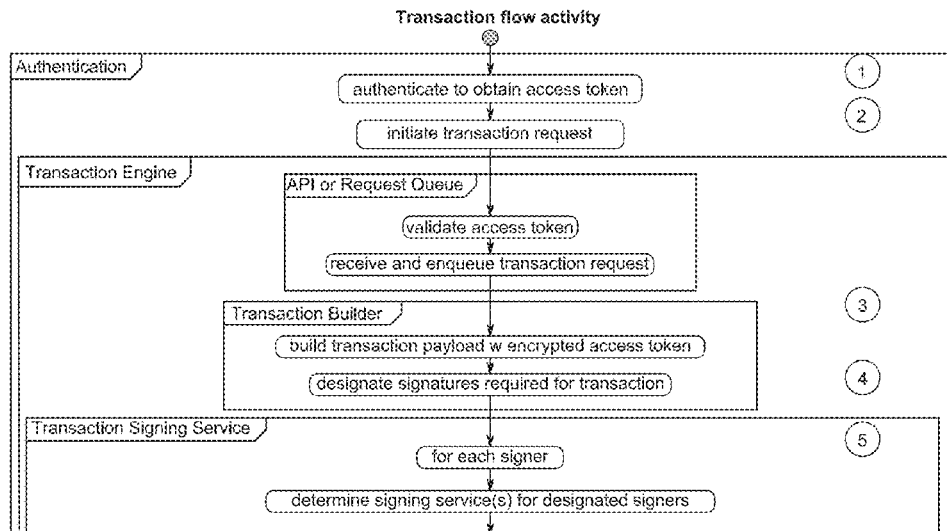 Transaction flow activity
Authentication
1
authenticate to obtain access token
2
initiate transaction request
Transaction Engine
API or Request Queue
validate access token
receive and enqueue transaction request
3
Transaction Builder
build transaction payload w encrypted access token
4
designate signatures required for transaction
Transaction Signing Service
5
for each signer
determine signing service(s) for designated signers